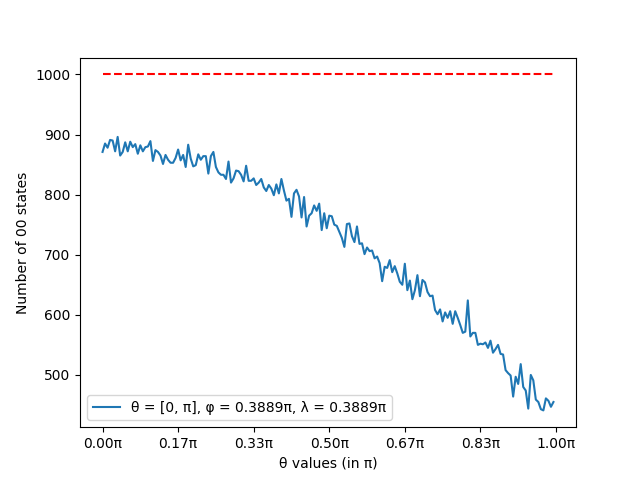 1000
900
800
700
600
500
Number of 00 states
θ = [0, π], φ = 0.3889π, λ = 0.3889π
0.00π 0.17π 0.33π 0.50π 0.67π 0.83π 1.00π
θ values (in π)